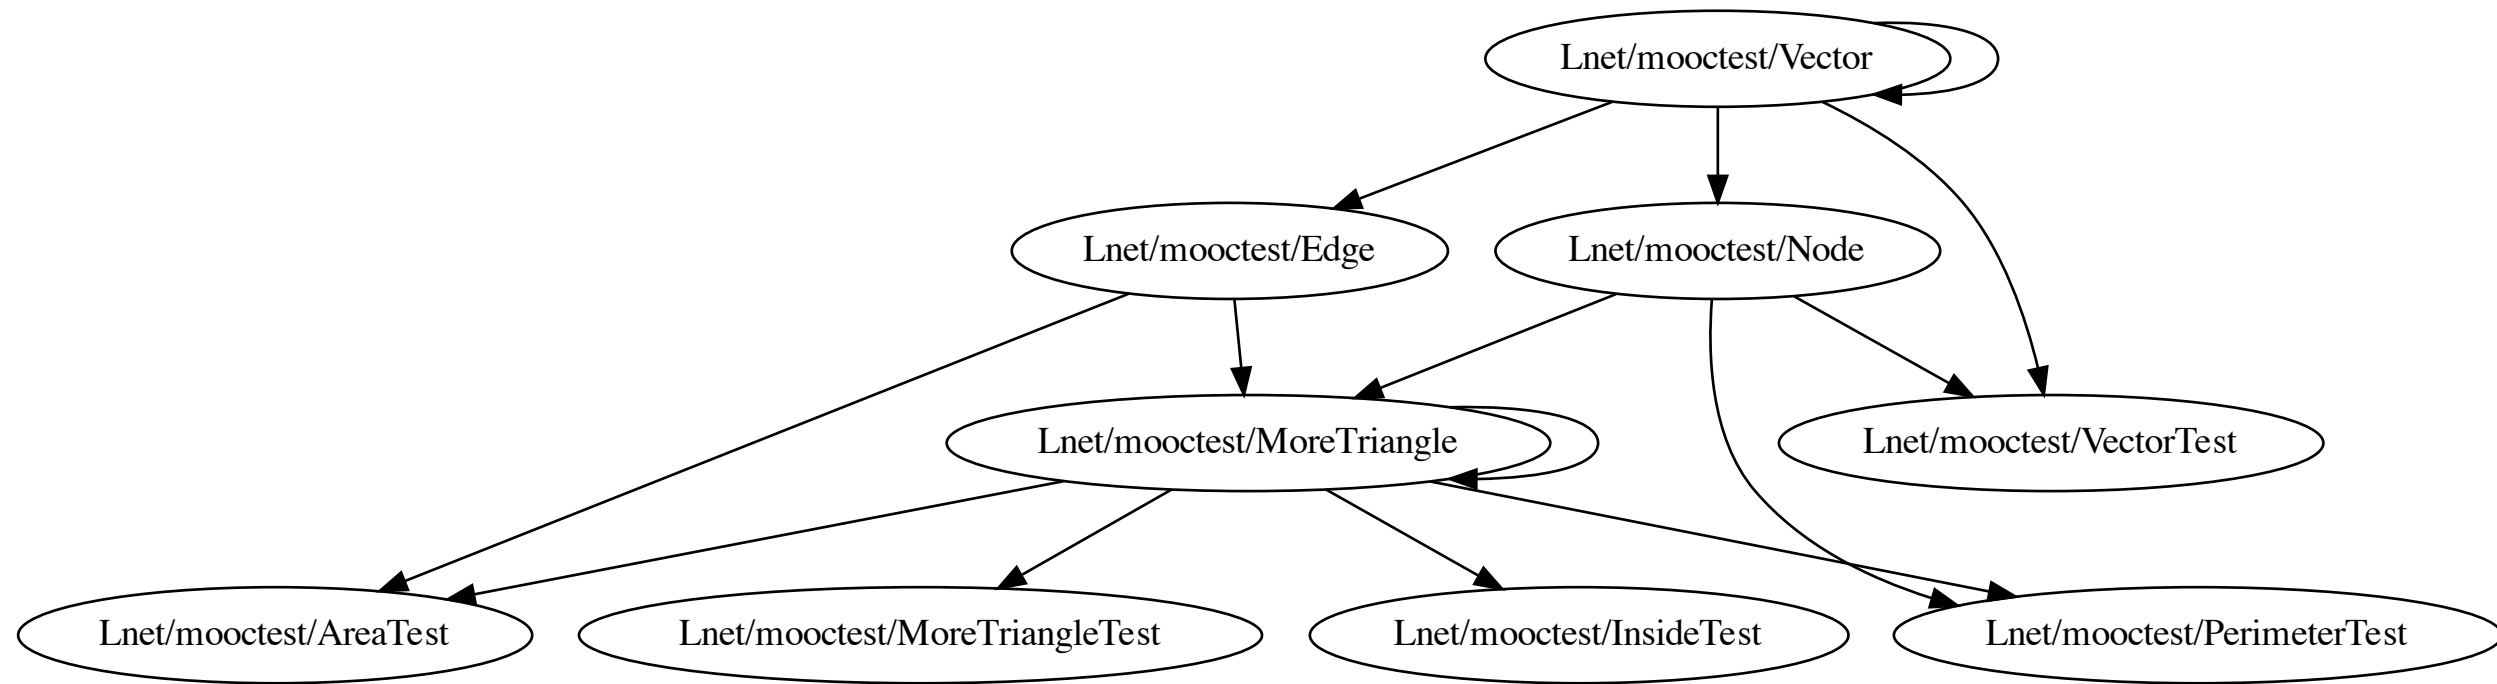 Lnet/mooctest/Vector
Lnet/mooctest/Edge
Lnet/mooctest/Node
Lnet/mooctest/MoreTriangle
Lnet/mooctest/VectorTest
Lnet/mooctest/AreaTest
Lnet/mooctest/MoreTriangleTest
Lnet/mooctest/InsideTest
Lnet/mooctest/PerimeterTest